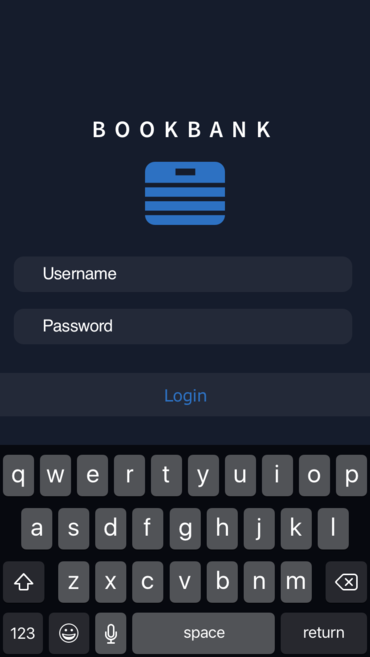 BOOKBANK
Username
Password
Login
q w e r t y u i o p
a s d f g h j k l
z x c v b n m
123 space return